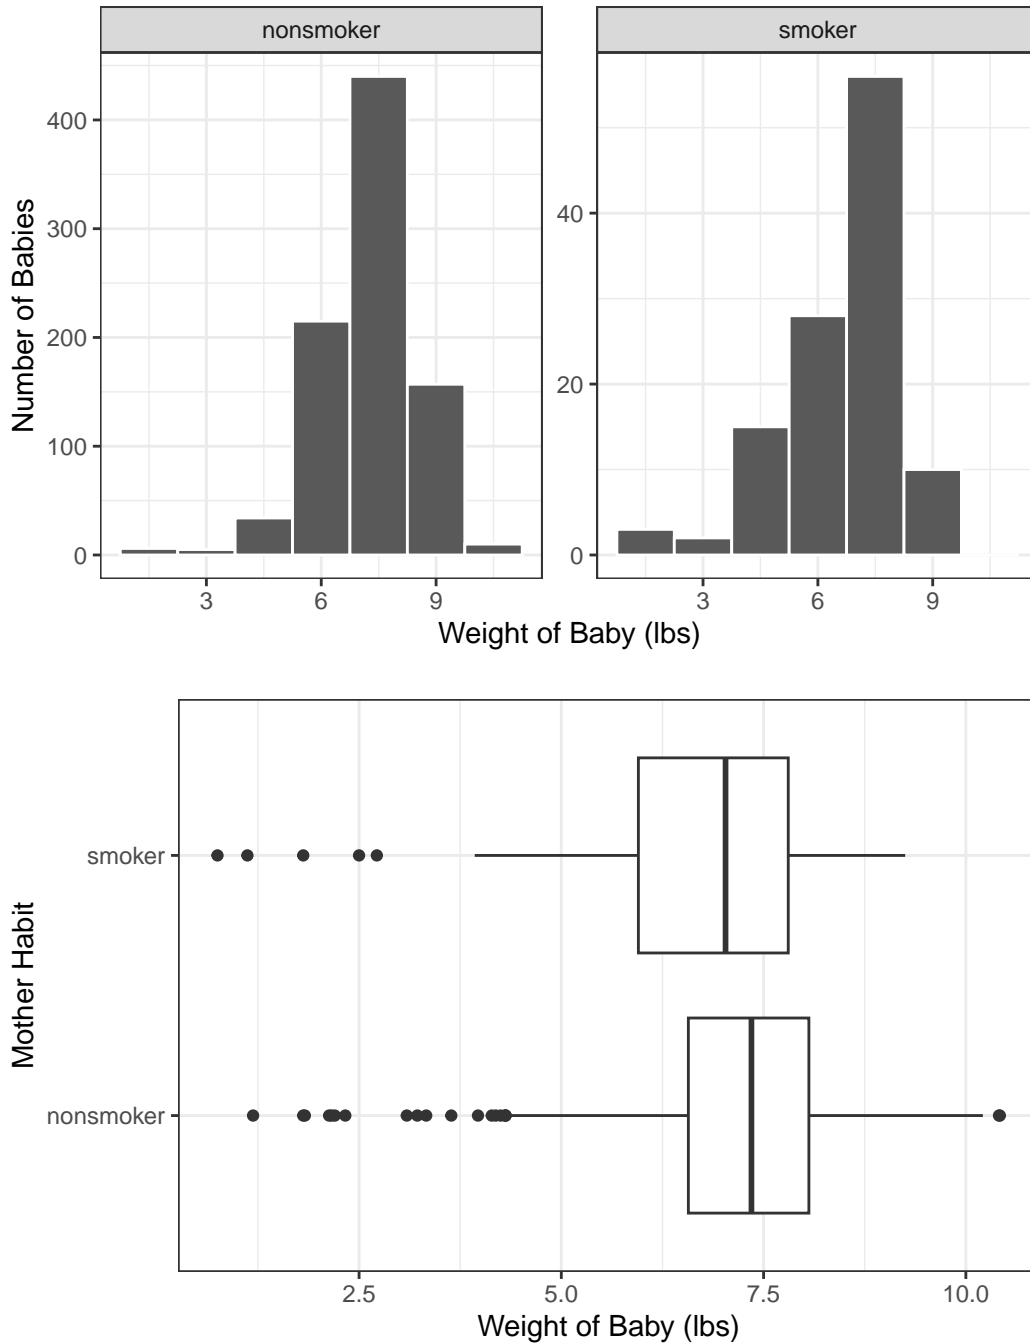 nonsmoker
smoker
Number of Babies
400
300
200
100
0
40
20
0
3 6 9
3 6 9
Weight of Baby (lbs)
Mother Habit
smoker
nonsmoker
2.5 5.0 7.5 10.0
Weight of Baby (lbs)